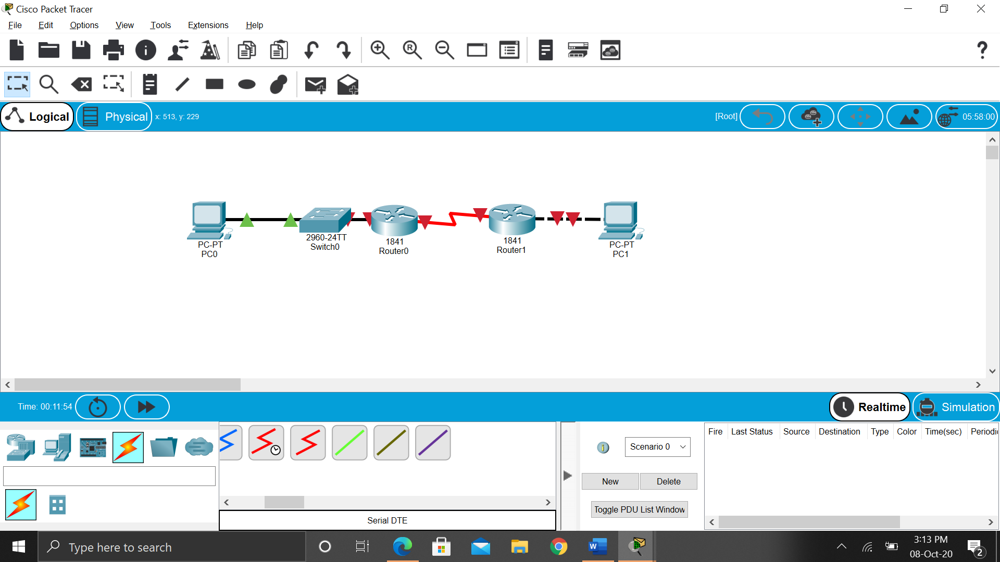 Cisco Packet Tracer
File Edit Options View Tools Extensions Help
Logical Physical x: 513, y: 229 [Root] 05:58:00
PC-PT
PC0
2960-24TT
Switch0
1841
Router0
1841
Router1
PC-PT
PC1
Time: 00:11:54 Realtime Simulation
Fire Last Status Source Destination Type Color Time(sec) Periodi
Scenario 0
New Delete
Toggle PDU List Window
Serial DTE
Type here to search
3:13 PM
08-Oct-20
2